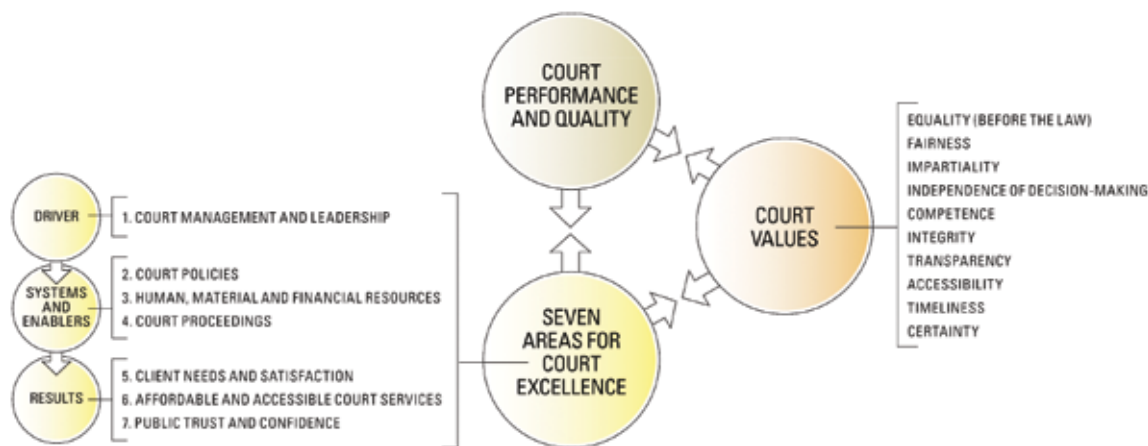 COURT
PERFORMANCE
AND QUALITY
EQUALITY (BEFORE THE LAW)
FAIRNESS
IMPARTIALITY
INDEPENDENCE OF DECISION-MAKING
COMPETENCE
INTEGRITY
TRANSPARENCY
ACCESSIBILITY
TIMELINESS
CERTAINTY
COURT
VALUES
DRIVER
1. COURT MANAGEMENT AND LEADERSHIP
SYSTEMS
AND
ENABLERS
2. COURT POLICIES
3. HUMAN, MATERIAL AND FINANCIAL RESOURCES
4. COURT PROCEEDINGS
RESULTS
5. CLIENT NEEDS AND SATISFACTION
6. AFFORDABLE AND ACCESSIBLE COURT SERVICES
7. PUBLIC TRUST AND CONFIDENCE
SEVEN
AREAS FOR
COURT
EXCELLENCE